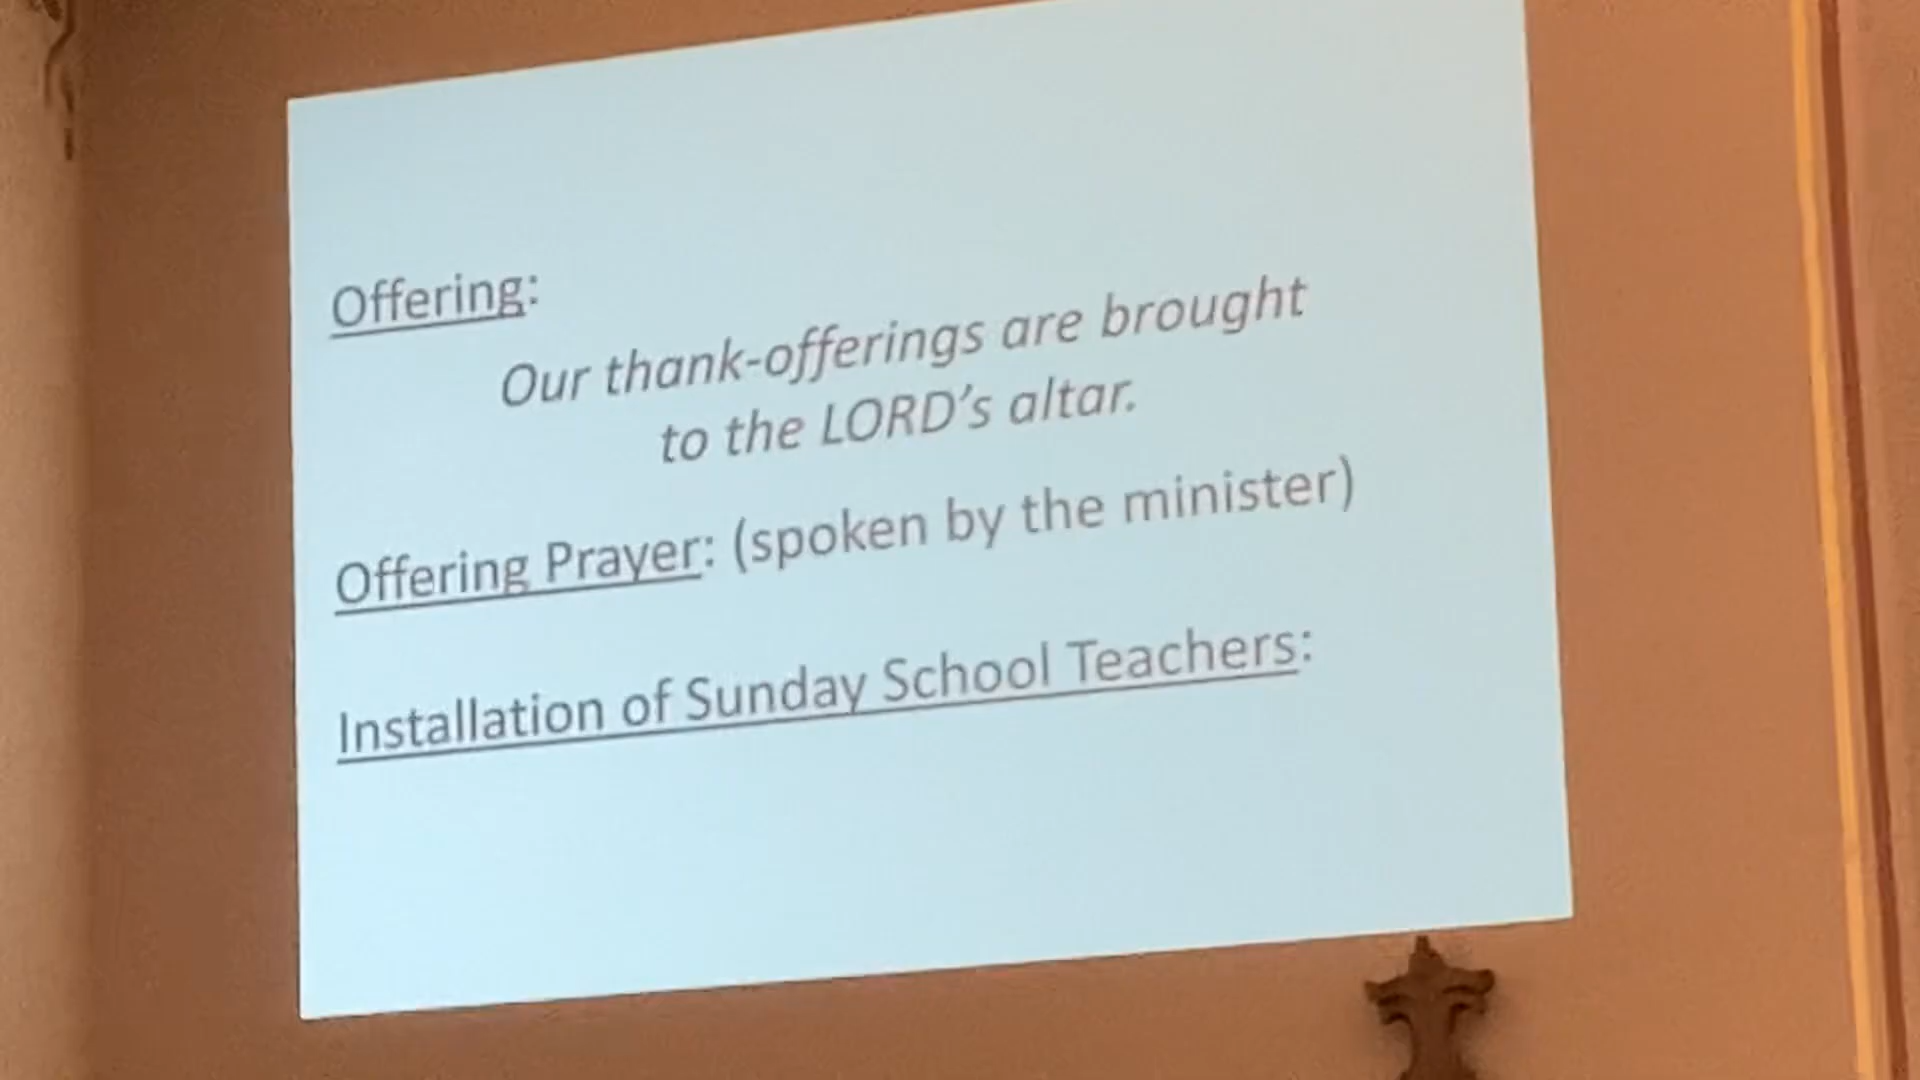 Offering:
Our thank-offerings are brought
to the LORD's altar.
Offering Prayer: (spoken by the minister)
Installation of Sunday School Teachers: